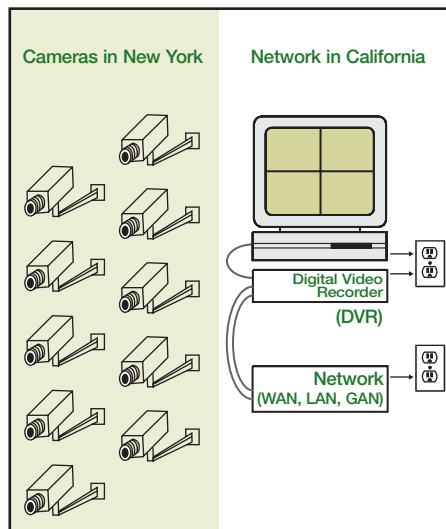 Cameras in New York
Network in California
Digital Video
Recorder
(DVR)
Network
(WAN, LAN, GAN)